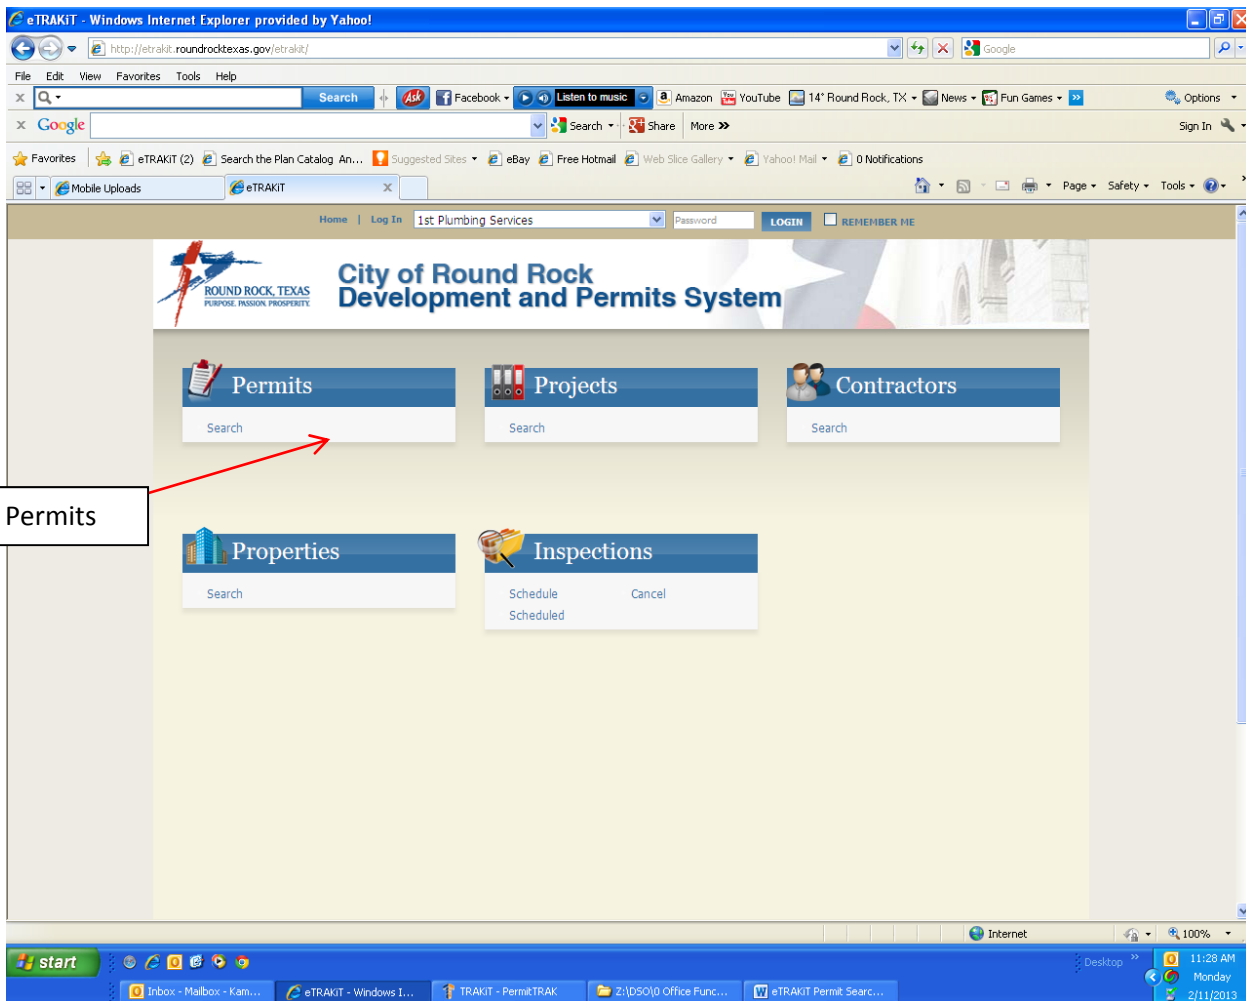 eTRAKiT - Windows Internet Explorer provided by Yahoo!
http://etrakit.roundrocktexas.gov/etrakit/
Google
File Edit View Favorites Tools Help
x Search Ask Facebook Listen to music Amazon YouTube 14° Round Rock, TX News Fun Games Options
x Google Search Share More Sign In
Favorites eTRAKiT (2) Search the Plan Catalog An... Suggested Sites eBay Free Hotmail Web Slice Gallery Yahoo! Mail 0 Notifications
Mobile Uploads eTRAKiT x Page Safety Tools
Home | Log In 1st Plumbing Services Password LOGIN REMEMBER ME
ROUND ROCK, TEXAS
PURPOSE. PASSION. PROSPERITY.
City of Round Rock
Development and Permits System
Permits
Search
Projects
Search
Contractors
Search
Permits
Properties
Search
Inspections
Schedule Cancel
Scheduled
Internet 100%
start Desktop 11:28 AM
Monday
Inbox - Mailbox - Kam... eTRAKiT - Windows I... TRAKiT - PermitTRAK Z:\DSO\0 Office Func... eTRAKiT Permit Searc... 2/11/2013